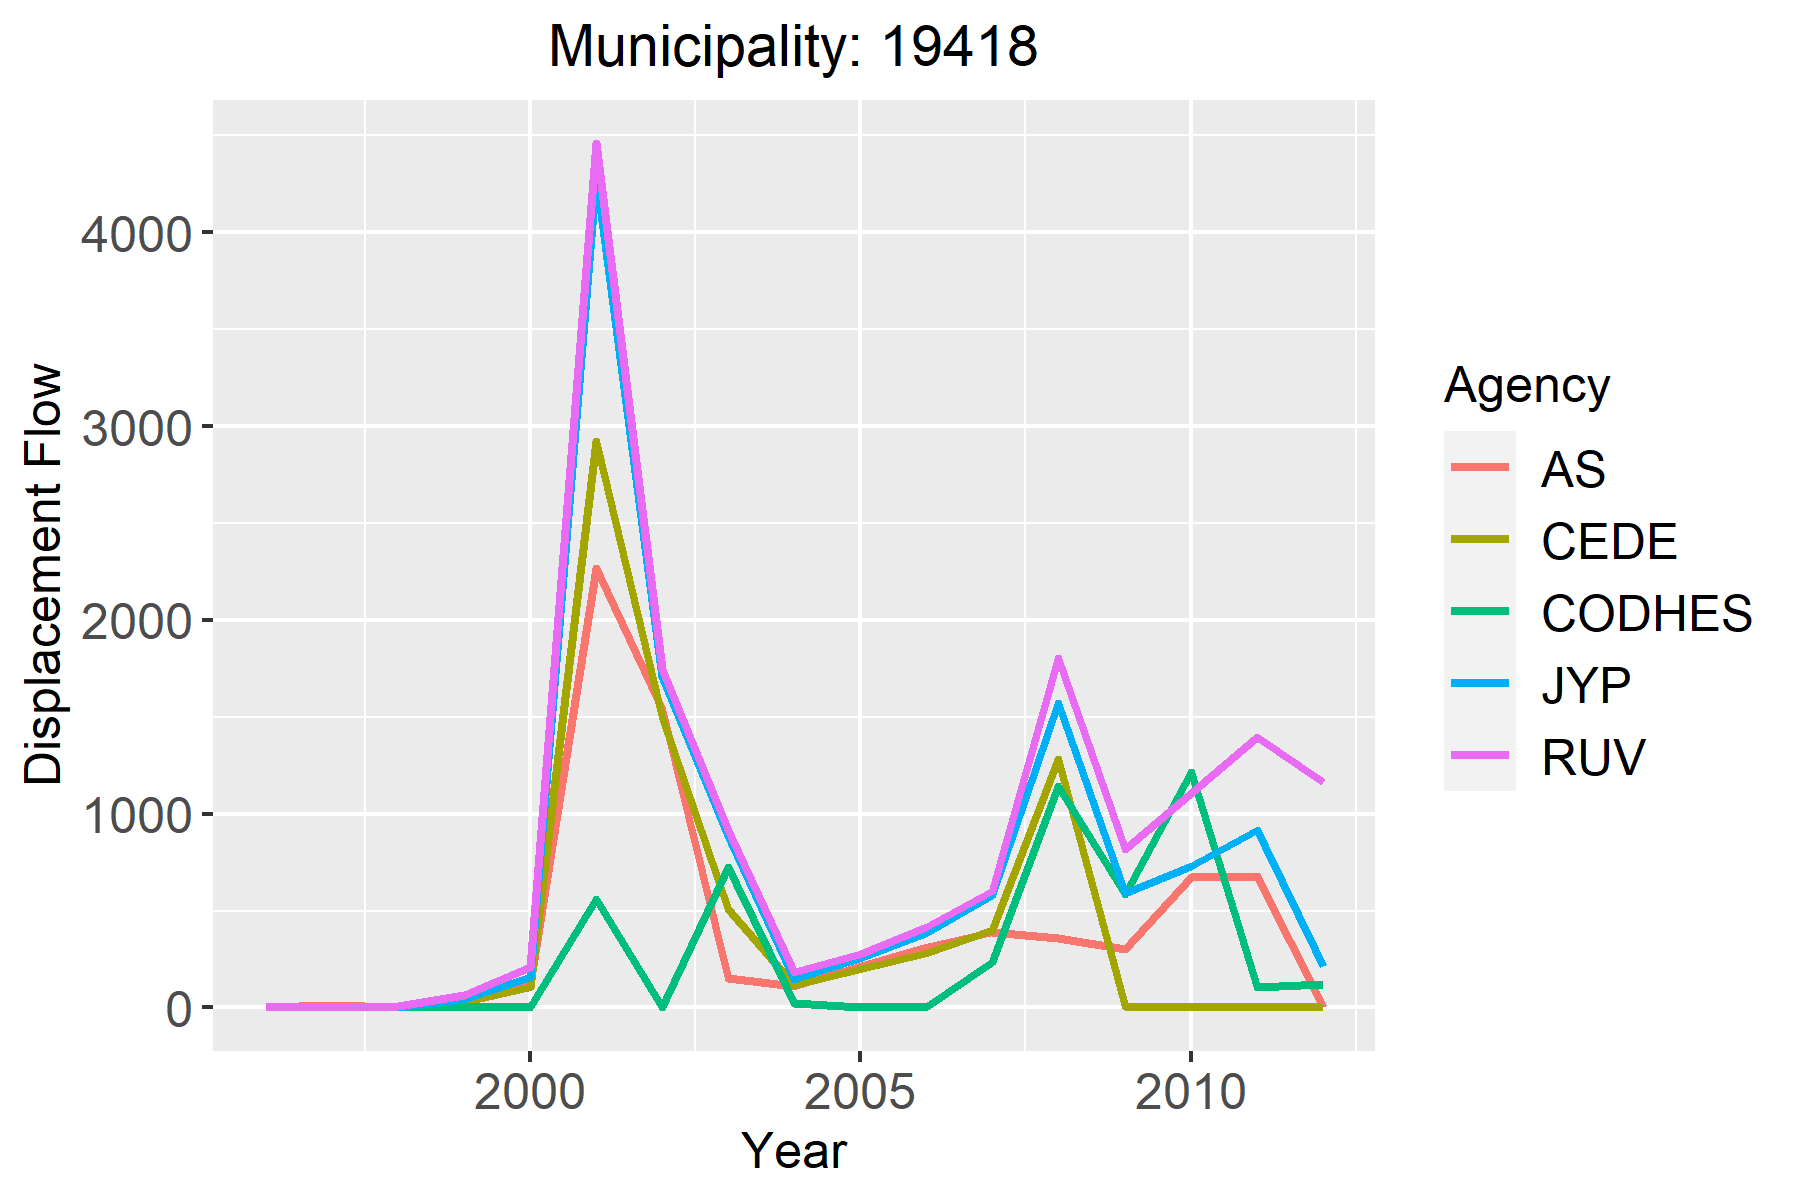 Municipality: 19418
Displacement Flow
4000
3000
2000
1000
0
2000 2005 2010
Year
Agency
AS
CEDE
CODHES
JYP
RUV